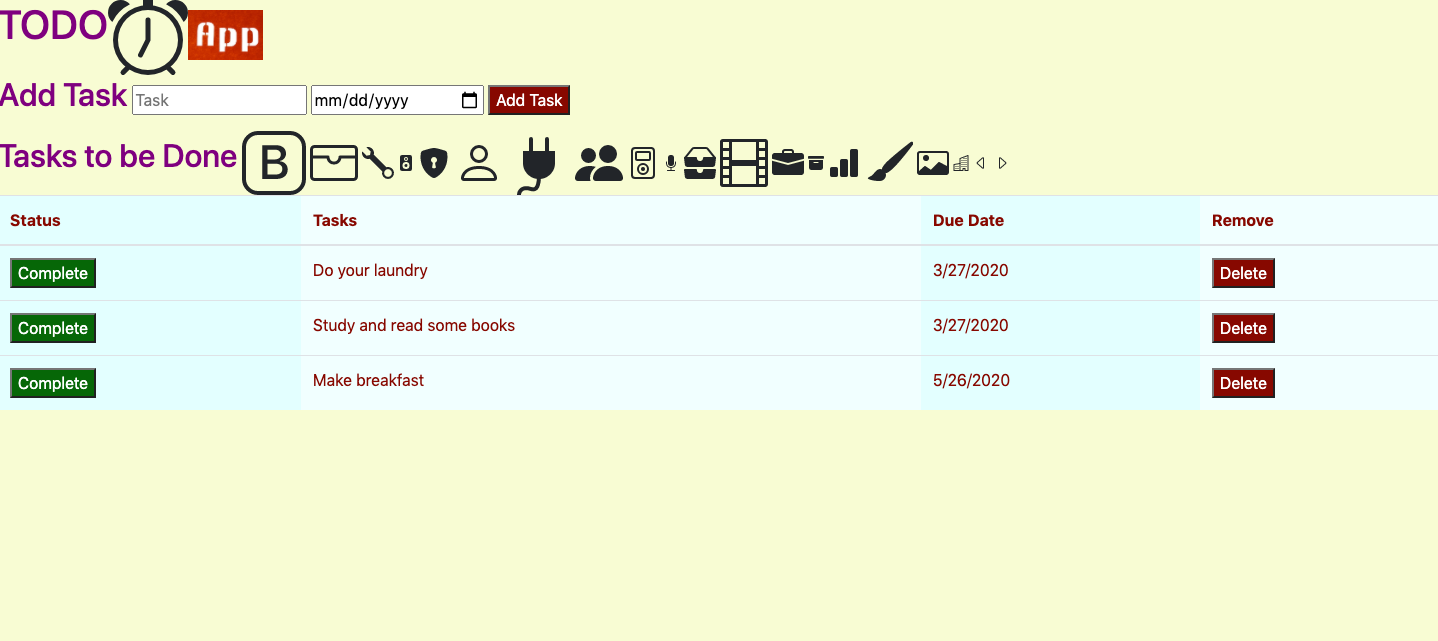 TODO App
Add Task Task mm/dd/yyyy Add Task
Tasks to be Done B
Status Tasks Due Date Remove
Complete Do your laundry 3/27/2020 Delete
Complete Study and read some books 3/27/2020 Delete
Complete Make breakfast 5/26/2020 Delete